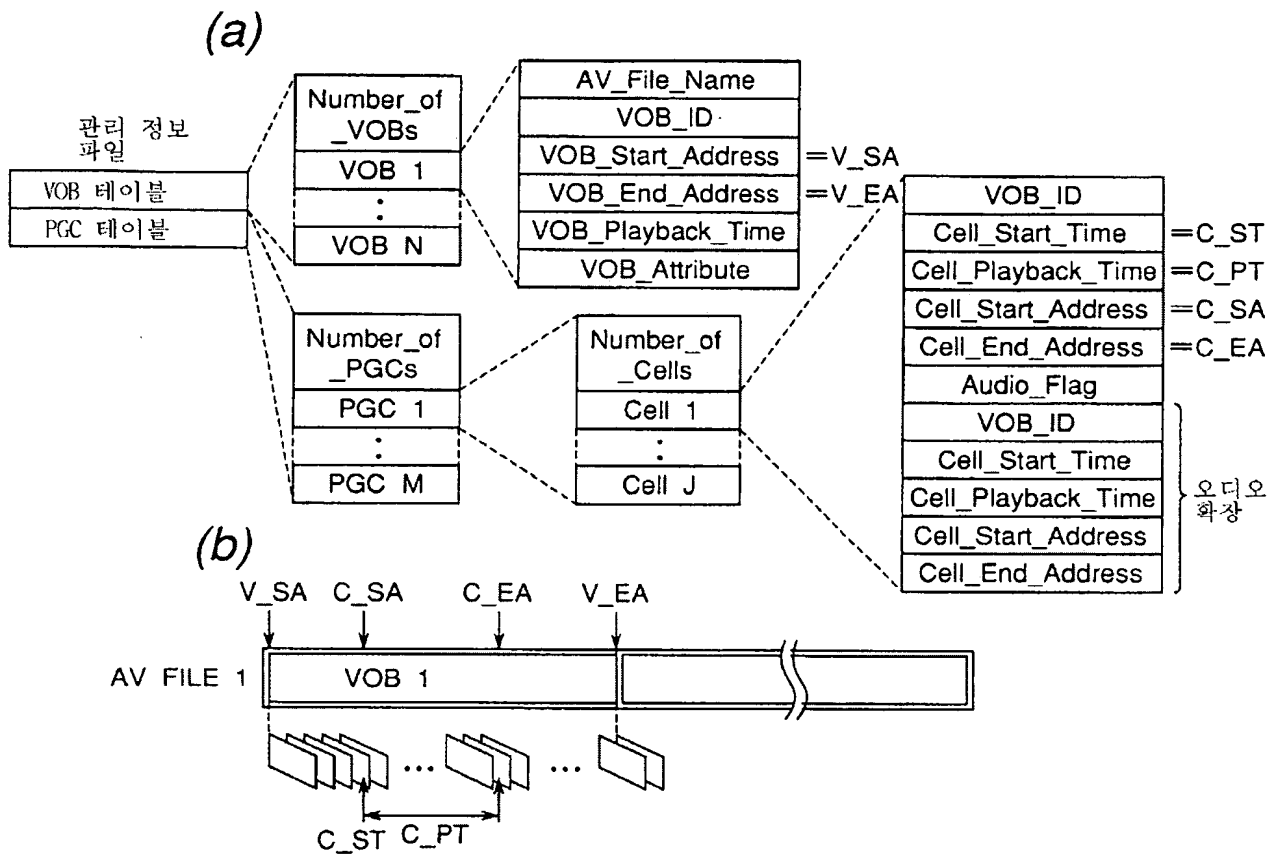 (a)
관리 정보
파일
VOB 테이블
PGC 테이블
Number_of
_VOBs
VOB 1
:
VOB N
AV_File_Name
VOB_ID
VOB_Start_Address
=V_SA
VOB_End_Address
=V_EA
VOB_Playback_Time
VOB_Attribute
Number_of
_PGCs
PGC 1
:
PGC M
Number_of
_Cells
Cell 1
:
Cell J
VOB_ID
Cell_Start_Time
=C_ST
Cell_Playback_Time
=C_PT
Cell_Start_Address
=C_SA
Cell_End_Address
=C_EA
Audio_Flag
VOB_ID
Cell_Start_Time
Cell_Playback_Time
Cell_Start_Address
Cell_End_Address
오디오
확장
(b)
V_SA C_SA C_EA V_EA
AV FILE 1
VOB 1
... ...
C_ST C_PT